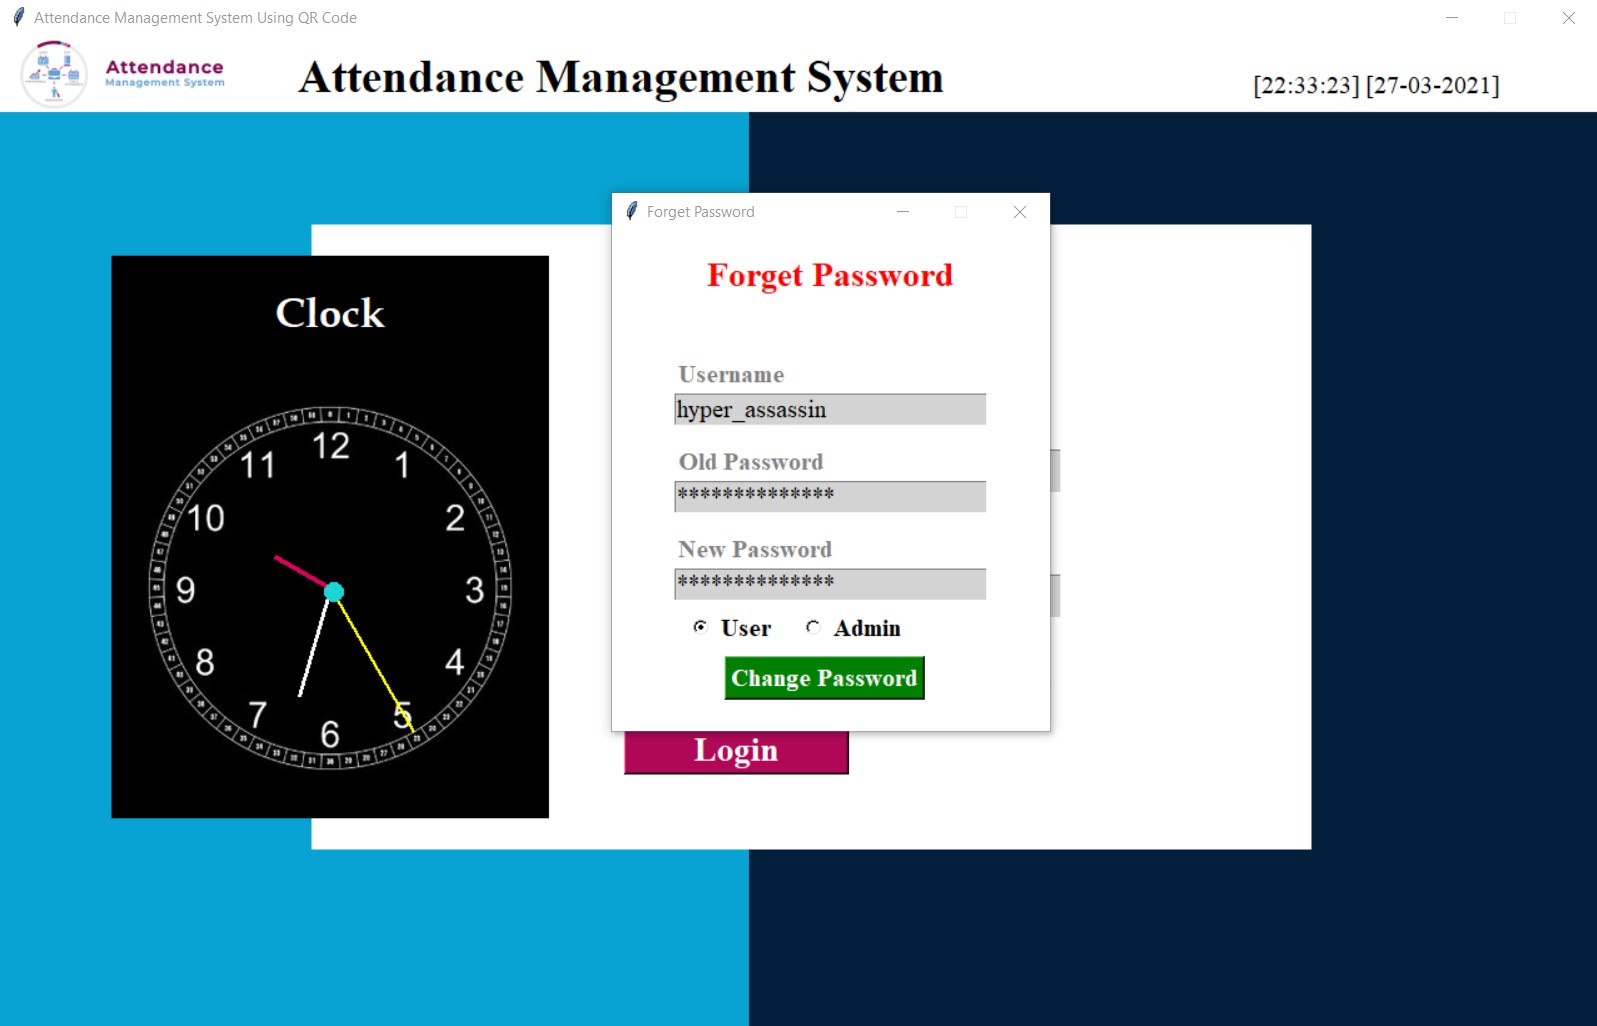 Attendance Management System Using QR Code
Attendance
Management System
Attendance Management System
[22:33:23] [27-03-2021]
Forget Password
Forget Password
Clock
Username
hyper_assassin
Old Password
**************
New Password
**************
User Admin
Change Password
Login
12
11 1
10 2
9 3
8 4
7 5
6